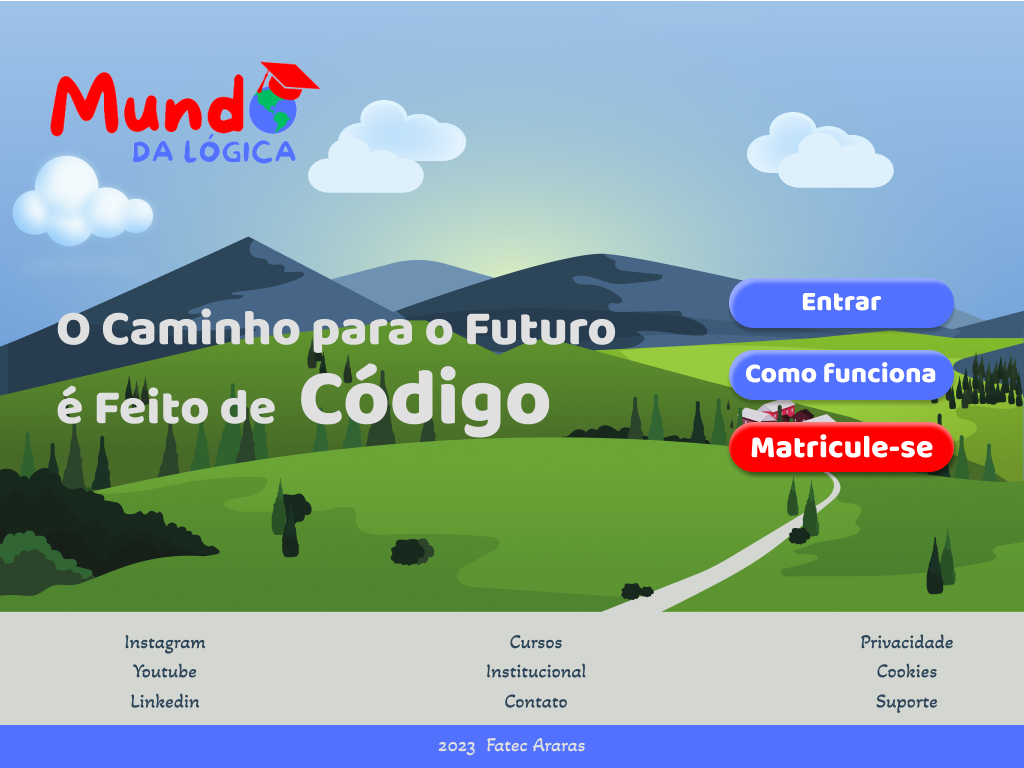 Mundo
DA LÓGICA
O Caminho para o Futuro
é Feito de Código
Entrar
Como funciona
Matricule-se
Instagram
Youtube
Linkedin
Cursos
Institucional
Contato
Privacidade
Cookies
Suporte
2023 Fatec Araras